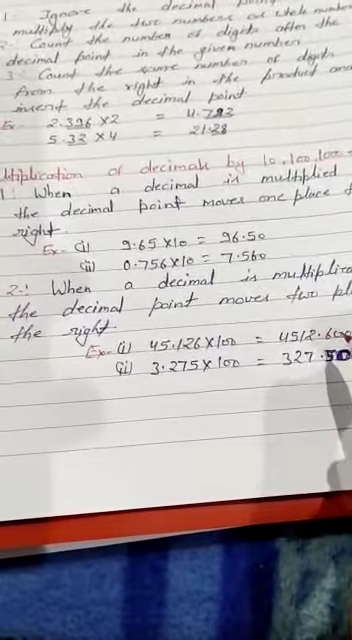 1. Ignore the decimal
multiply the two numbers as whole number
2. Count the number of digits after the
decimal point in the given number
3. Count the same number of digits
from the right in the product and
insert the decimal point
Ex. 2.396 × 2 = 4.792
5.32 × 4 = 21.28
Multiplication of decimals by 10, 100, 1000
1. When a decimal is multiplied
the decimal point moves one place
right.
Ex. (i) 9.65 × 10 = 96.50
(ii) 0.756 × 10 = 7.560
2. When a decimal is multiplica
the decimal point moves two pl
the right.
Ex. (i) 45.126 × 100 = 4512.600
(ii) 3.275 × 100 = 327.50